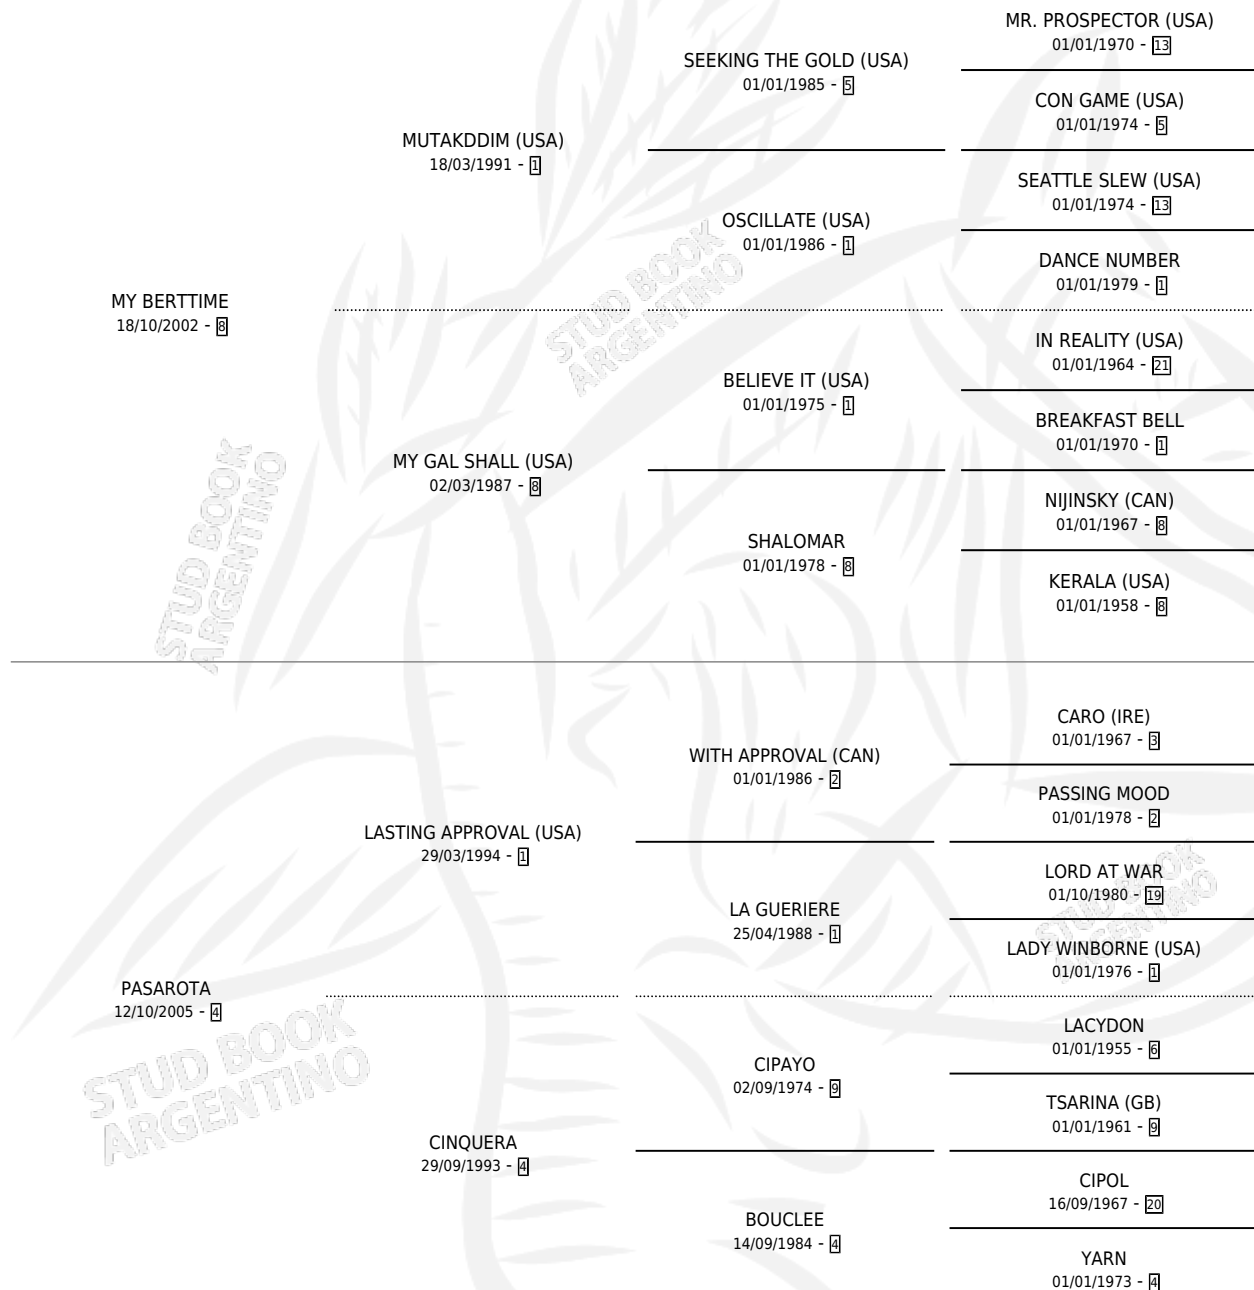 MR. PROSPECTOR (USA)
01/01/1970 - 13
SEEKING THE GOLD (USA)
01/01/1985 - 5
CON GAME (USA)
01/01/1974 - 5
MUTAKDDIM (USA)
18/03/1991 - 1
SEATTLE SLEW (USA)
01/01/1974 - 13
OSCILLATE (USA)
01/01/1986 - 1
DANCE NUMBER
01/01/1979 - 1
MY BERTTIME
18/10/2002 - 8
IN REALITY (USA)
01/01/1964 - 21
BELIEVE IT (USA)
01/01/1975 - 1
BREAKFAST BELL
01/01/1970 - 1
MY GAL SHALL (USA)
02/03/1987 - 8
NIJINSKY (CAN)
01/01/1967 - 8
SHALOMAR
01/01/1978 - 8
KERALA (USA)
01/01/1958 - 8
CARO (IRE)
01/01/1967 - 3
WITH APPROVAL (CAN)
01/01/1986 - 2
PASSING MOOD
01/01/1978 - 2
LASTING APPROVAL (USA)
29/03/1994 - 1
LORD AT WAR
01/10/1980 - 19
LA GUERIERE
25/04/1988 - 1
LADY WINBORNE (USA)
01/01/1976 - 1
PASAROTA
12/10/2005 - 4
LACYDON
01/01/1955 - 6
CIPAYO
02/09/1974 - 9
TSARINA (GB)
01/01/1961 - 9
CINQUERA
29/09/1993 - 4
CIPOL
16/09/1967 - 20
BOUCLEE
14/09/1984 - 4
YARN
01/01/1973 - 4
STUD BOOK
ARGENTINO
STUD BOOK
ARGENTINO
STUD BOOK
ARGENTINO
STUD BOOK
ARGENTINO